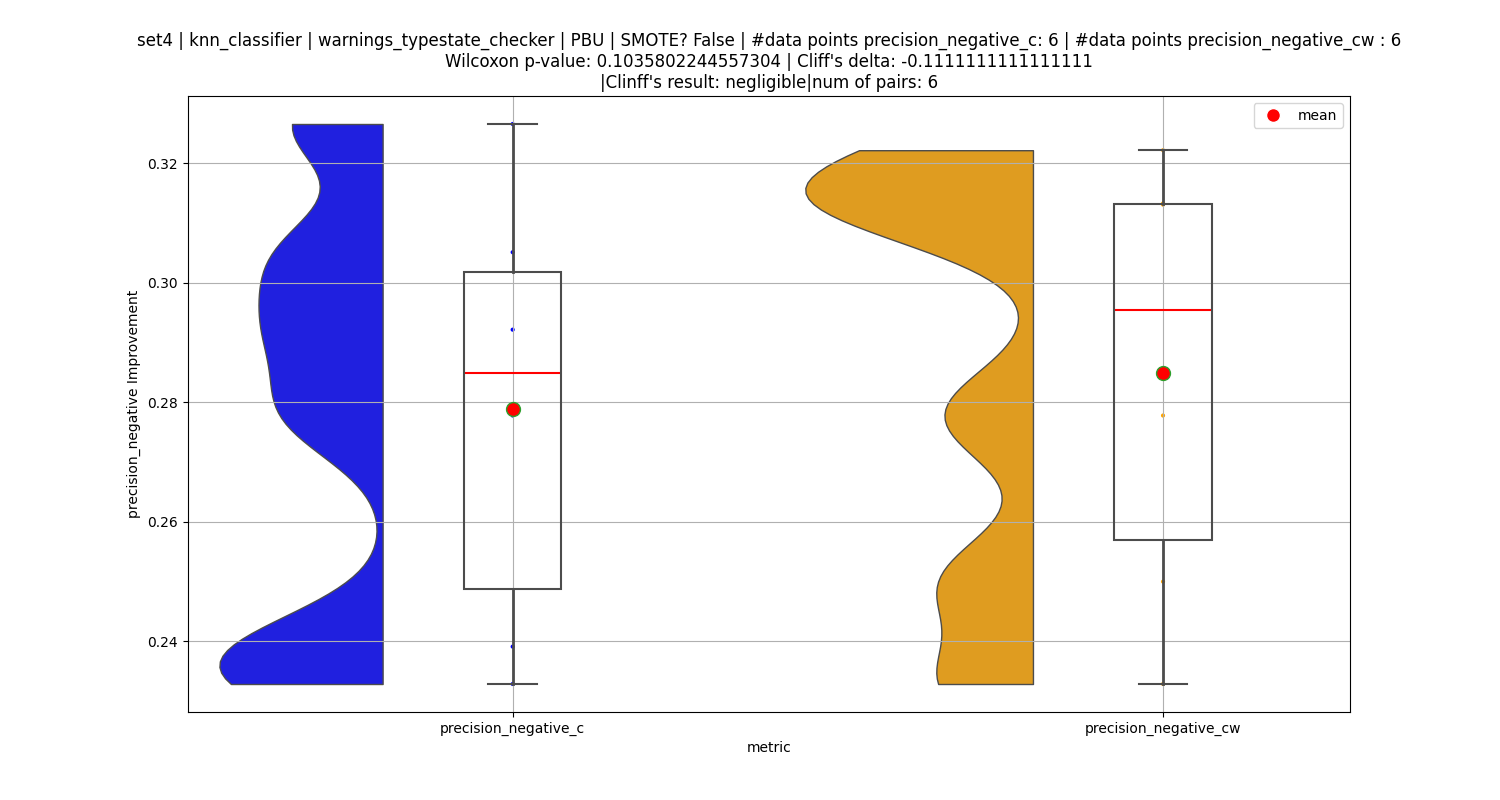 set4 | knn_classifier | warnings_typestate_checker | PBU | SMOTE? False | #data points precision_negative_c: 6 | #data points precision_negative_cw : 6
Wilcoxon p-value: 0.1035802244557304 | Cliff's delta: -0.1111111111111111
|Clinff's result: negligible|num of pairs: 6
mean
0.32
0.30
0.28
0.26
0.24
precision_negative Improvement
precision_negative_c
precision_negative_cw
metric